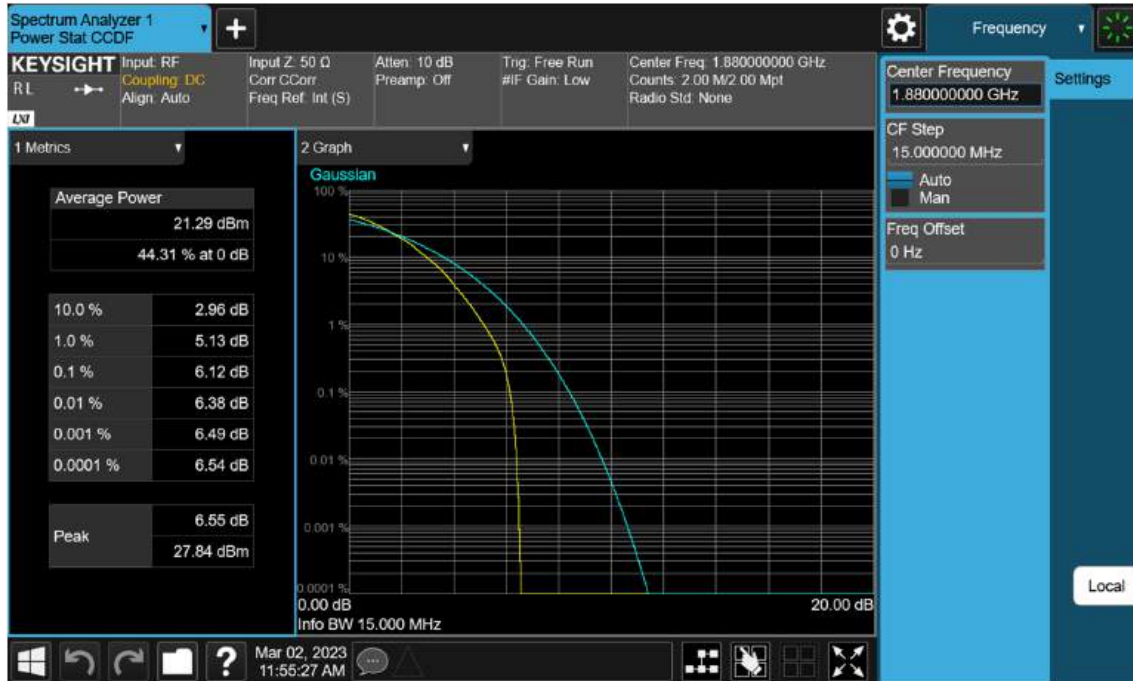 Spectrum Analyzer 1
Power Stat CCDF
+
Frequency
KEYSIGHT
RL
LXI
Input: RF
Coupling: DC
Align: Auto
Input Z: 50 Ω
Corr CCorr
Freq Ref: Int (S)
Atten: 10 dB
Preamp: Off
Trig: Free Run
#IF Gain: Low
Center Freq: 1.880000000 GHz
Counts: 2.00 M/2.00 Mpt
Radio Std: None
Center Frequency
1.880000000 GHz
Settings
CF Step
15.000000 MHz
Auto
Man
Freq Offset
0 Hz
1 Metrics
Average Power
21.29 dBm
44.31 % at 0 dB
10.0 % 2.96 dB
1.0 % 5.13 dB
0.1 % 6.12 dB
0.01 % 6.38 dB
0.001 % 6.49 dB
0.0001 % 6.54 dB
Peak
6.55 dB
27.84 dBm
2 Graph
Gaussian
100 %
10 %
1 %
0.1 %
0.01 %
0.001 %
0.0001 %
0.00 dB 20.00 dB
Info BW 15.000 MHz
Local
?
Mar 02, 2023
11:55:27 AM